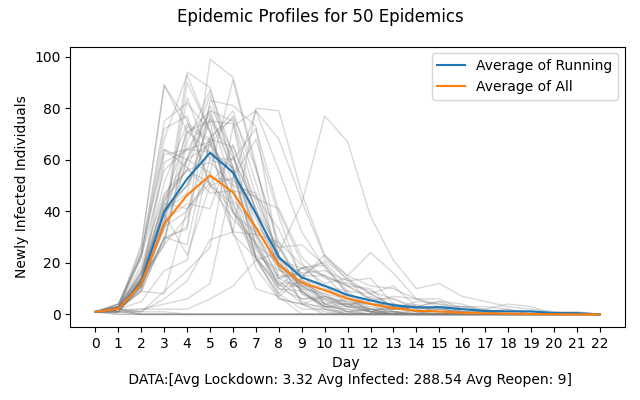 Epidemic Profiles for 50 Epidemics
100
80
60
40
20
0
Newly Infected Individuals
Average of Running
Average of All
0 1 2 3 4 5 6 7 8 9 10 11 12 13 14 15 16 17 18 19 20 21 22
Day
DATA:[Avg Lockdown: 3.32 Avg Infected: 288.54 Avg Reopen: 9]